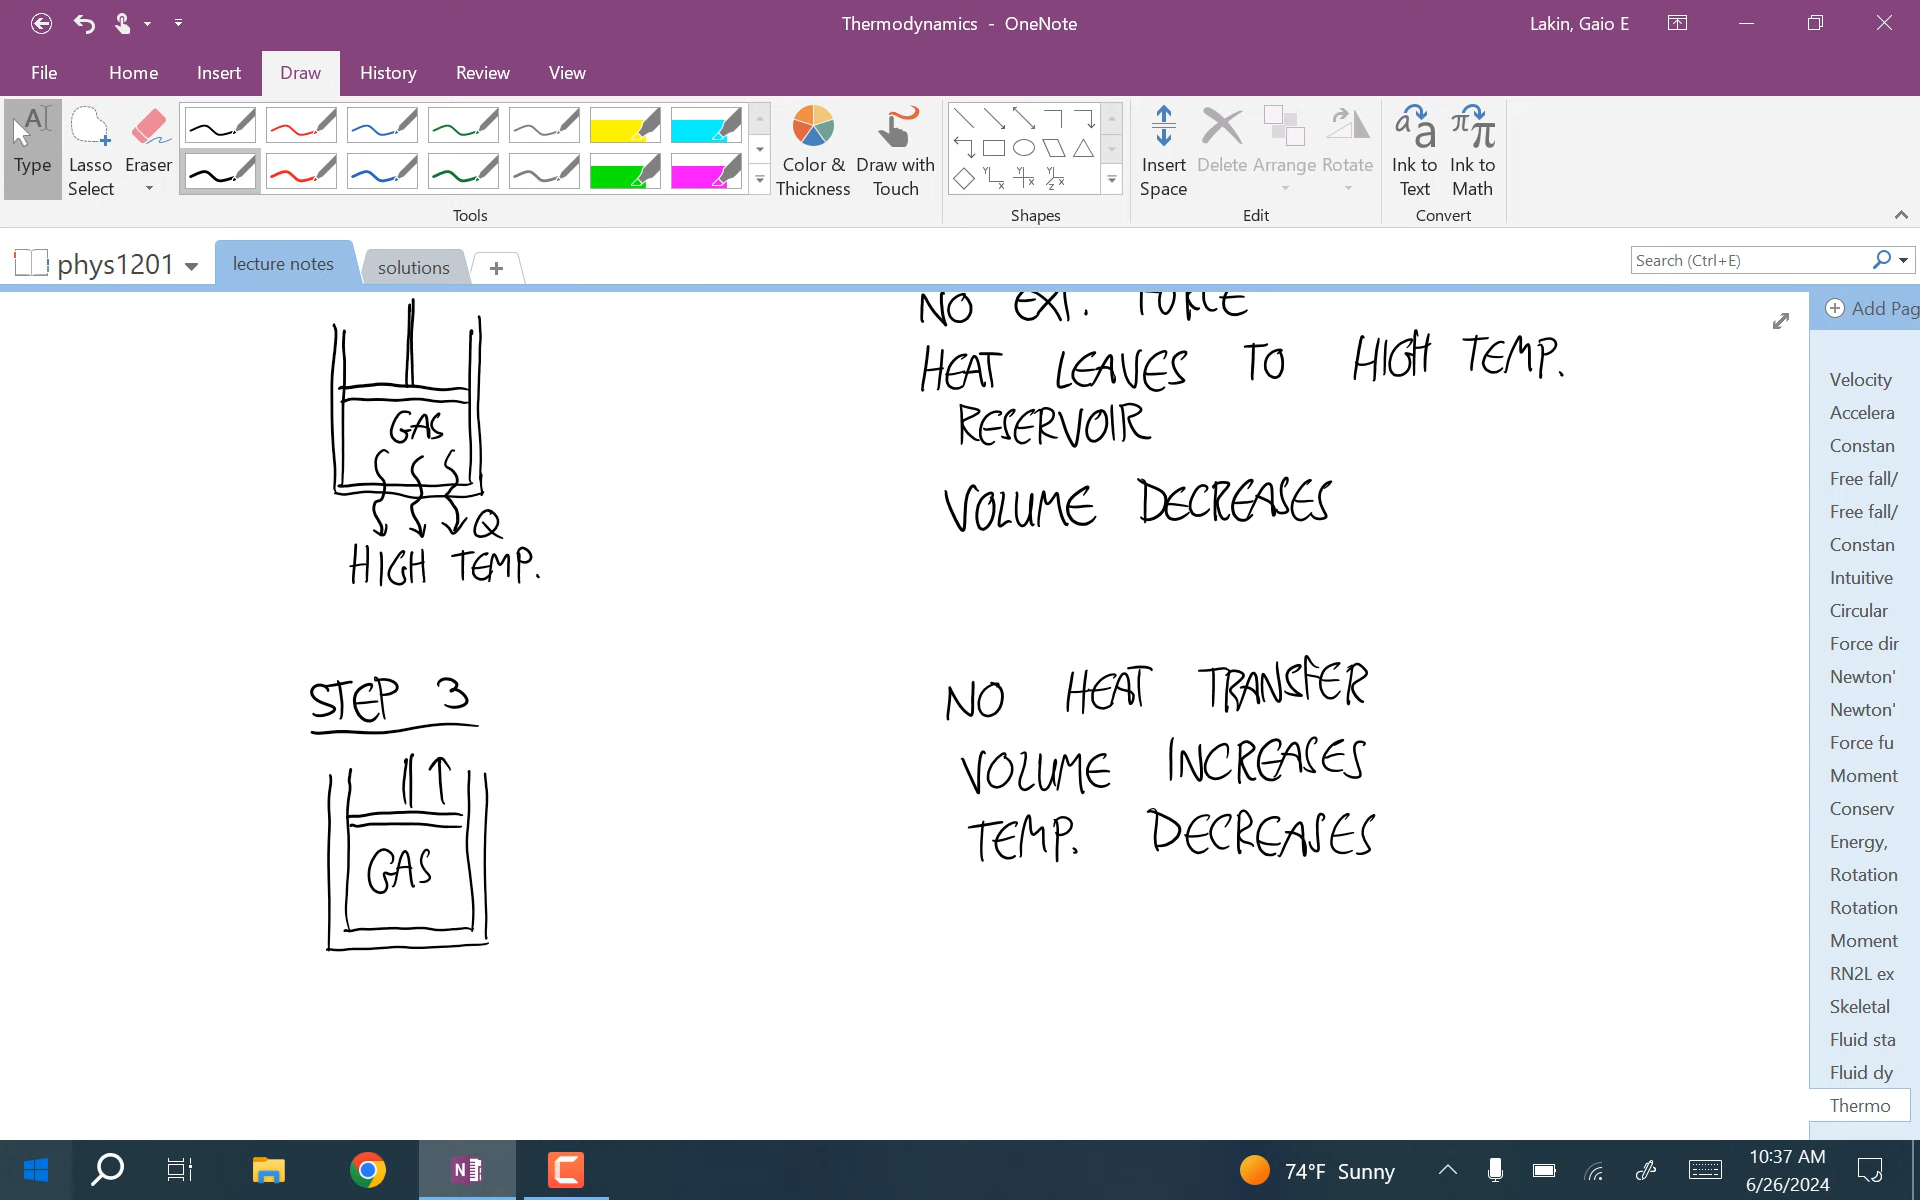 Thermodynamics - OneNote
Lakin, Gaio E
File Home Insert Draw History Review View
Type
Lasso Select
Eraser
Color & Thickness
Draw with Touch
Insert Space
Delete
Arrange
Rotate
Ink to Text
Ink to Math
Tools
Shapes
Edit
Convert
phys1201
lecture notes
solutions
Search (Ctrl+E)
Add Pag
NO EXT. FORCE
HEAT LEAVES TO HIGH TEMP.
RESERVOIR
VOLUME DECREASES
GAS
Q
HIGH TEMP.
STEP 3
GAS
NO HEAT TRANSFER
VOLUME INCREASES
TEMP. DECREASES
Velocity
Accelera
Constan
Free fall/
Free fall/
Constan
Intuitive
Circular
Force dir
Newton'
Newton'
Force fu
Moment
Conserv
Energy,
Rotation
Rotation
Moment
RN2L ex
Skeletal
Fluid sta
Fluid dy
Thermo
74°F Sunny
10:37 AM
6/26/2024